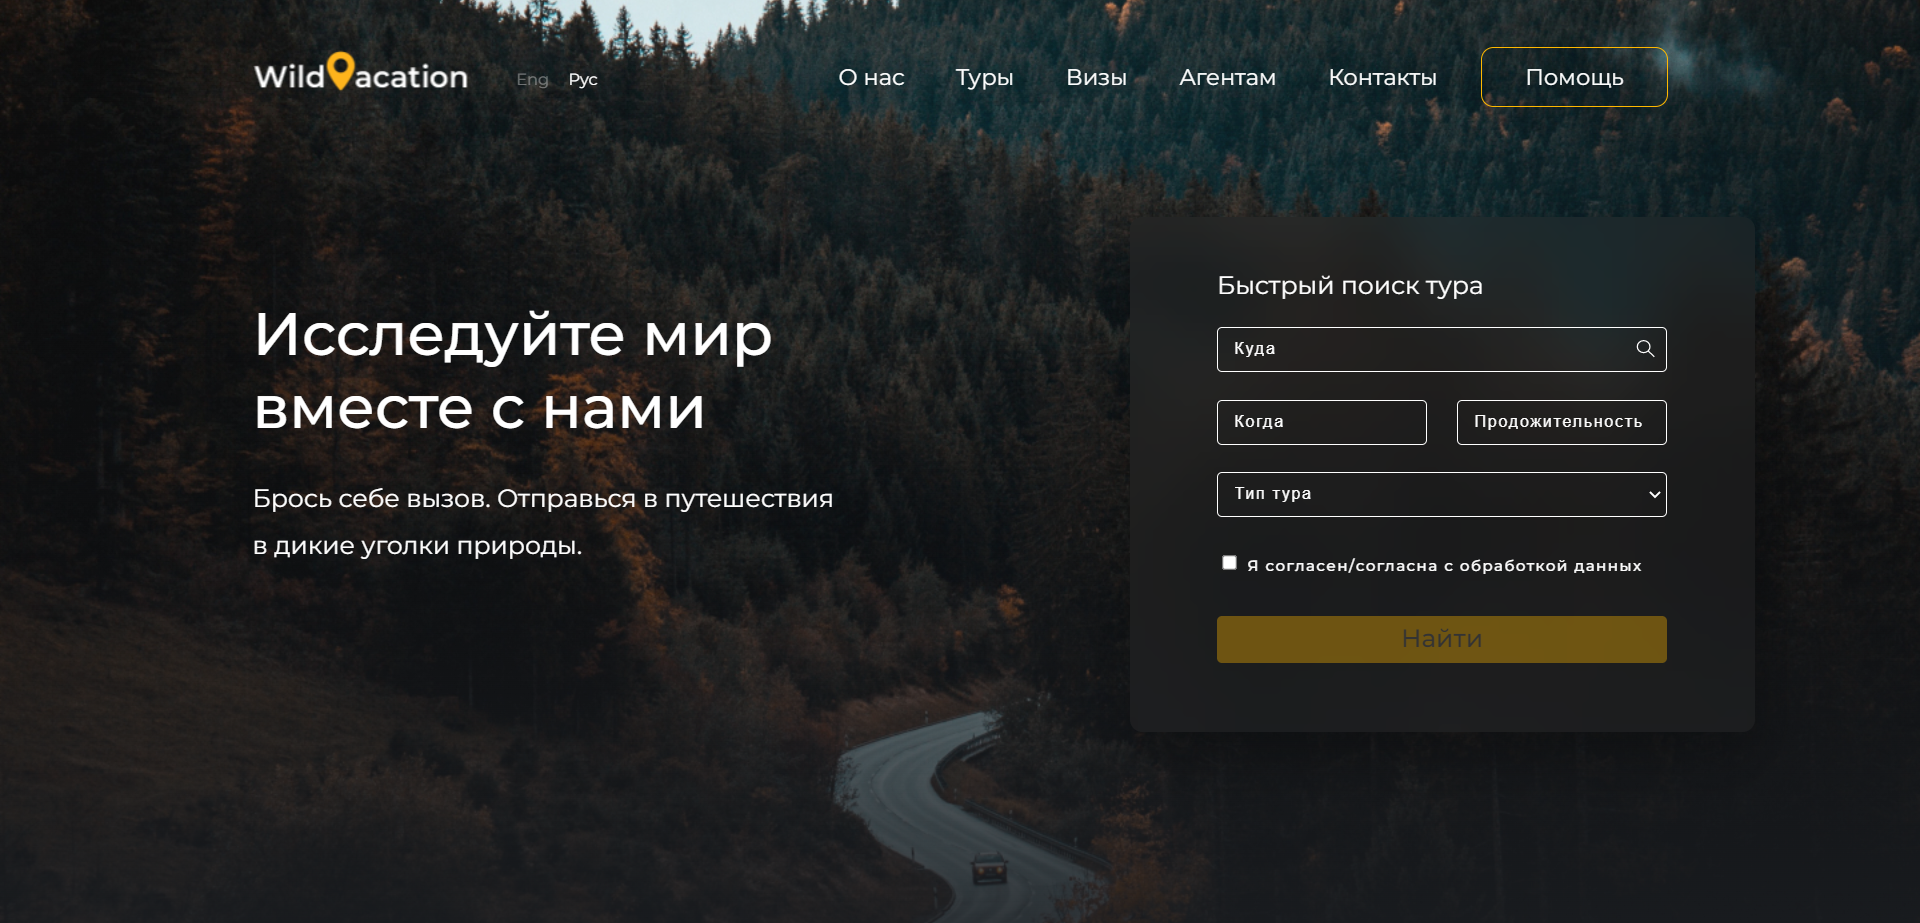 Wild acation
Eng Рус
О нас Туры Визы Агентам Контакты Помощь
Исследуйте мир
вместе с нами
Брось себе вызов. Отправься в путешествия
в дикие уголки природы.
Быстрый поиск тура
Куда
Когда Продожительность
Тип тура
Я согласен/согласна с обработкой данных
Найти